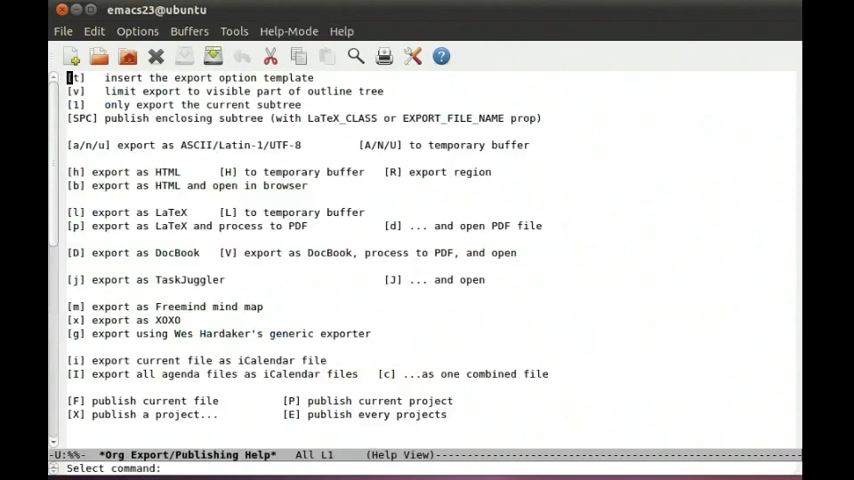 emacs23@ubuntu
File Edit Options Buffers Tools Help-Mode Help
[t] insert the export option template
[v] limit export to visible part of outline tree
[1] only export the current subtree
[SPC] publish enclosing subtree (with LaTeX_CLASS or EXPORT_FILE_NAME prop)
[a/n/u] export as ASCII/Latin-1/UTF-8 [A/N/U] to temporary buffer
[h] export as HTML [H] to temporary buffer [R] export region
[b] export as HTML and open in browser
[l] export as LaTeX [L] to temporary buffer
[p] export as LaTeX and process to PDF [d] ... and open PDF file
[D] export as DocBook [V] export as DocBook, process to PDF, and open
[j] export as TaskJuggler [J] ... and open
[m] export as Freemind mind map
[x] export as XOXO
[g] export using Wes Hardaker's generic exporter
[i] export current file as iCalendar file
[I] export all agenda files as iCalendar files [c] ...as one combined file
[F] publish current file [P] publish current project
[X] publish a project... [E] publish every projects
-U:%%- *Org Export/Publishing Help* All L1 (Help View)---------------------------------------------------------
Select command: